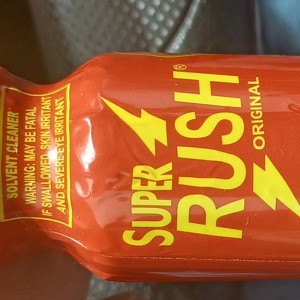 SOLVENT CLEANER
WARNING: MAY BE FATAL
IF SWALLOWED, SKIN IRRITANT
AND SEVERE EYE IRRITANT
SUPER
RUSH®
ORIGINAL